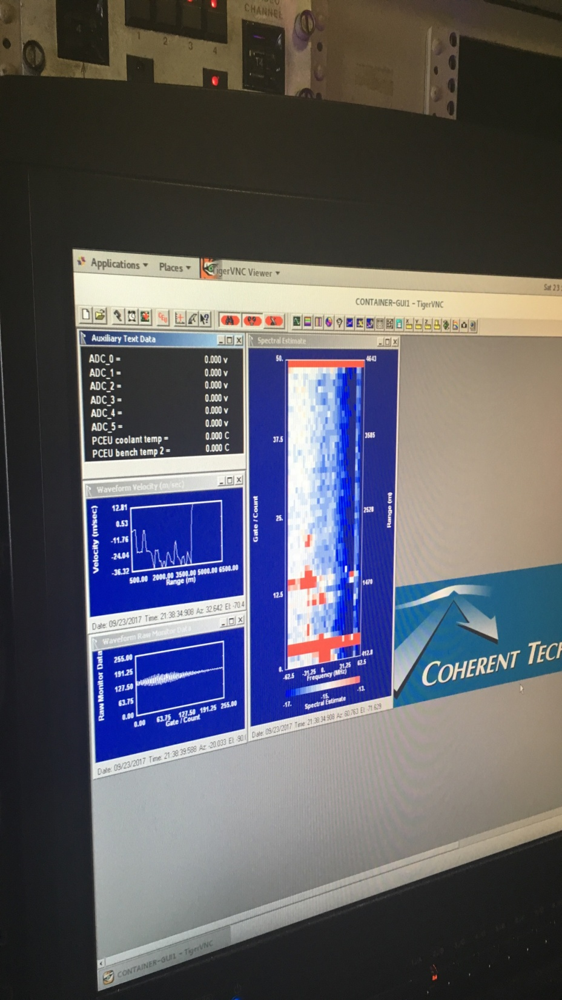 CHANNEL
1 2 3 4
Applications Places TigerVNC Viewer
Sat 23
CONTAINER-GUI1 - TigerVNC
CEU
Auxiliary Text Data
ADC_0 = 0.000 v
ADC_1 = 0.000 v
ADC_2 = 0.000 v
ADC_3 = 0.000 v
ADC_4 = 0.000 v
ADC_5 = 0.000 v
PCEU coolant temp = 0.000 C
PCEU bench temp 2 = 0.000 C
Waveform Velocity (m/sec)
Velocity (m/sec)
12.81
0.53
-11.76
-24.04
-36.32
500.00 2000.00 3500.00 5000.00 6500.00
Range (m)
Date: 09/23/2017 Time: 21:38:34:908 Az: 32.642 El: -70.4
Waveform Raw Monitor Data
Raw Monitor Data
255.00
191.25
127.50
63.75
0.00
0.00 63.75 127.50 191.25 255.00
Gate / Count
Date: 09/23/2017 Time: 21:38:39:588 Az: -20.033 El: -90.
Spectral Estimate
50. 4643
37.5 3585
Gate / Count
Range (m)
25. 2528
12.5 1470
0. 412.8
-62.5 -31.25 0. 31.25 62.5
Frequency (MHz)
-17. -15. -13.
Spectral Estimate
Date: 09/23/2017 Time: 21:38:34:908 Az: 60.763 El: -71.629
COHERENT TECH
CONTAINER-GUI1 - TigerVNC